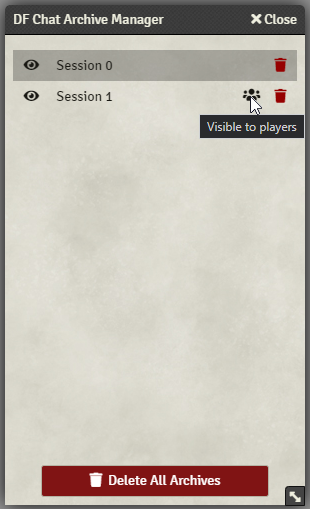 DF Chat Archive Manager
Close
Session 0
Session 1
Visible to players
Delete All Archives